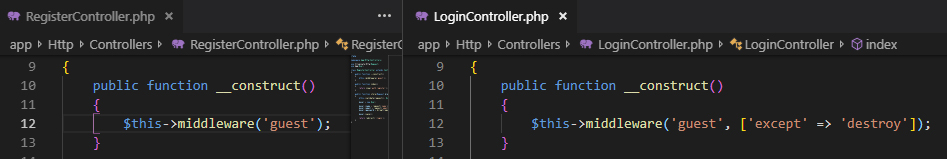 RegisterController.php
app > Http > Controllers > RegisterController.php > RegisterC
9 {
10 public function __construct()
11 {
12 $this->middleware('guest');
13 }
LoginController.php
app > Http > Controllers > LoginController.php > LoginController > index
9 {
10 public function __construct()
11 {
12 $this->middleware('guest', ['except' => 'destroy']);
13 }